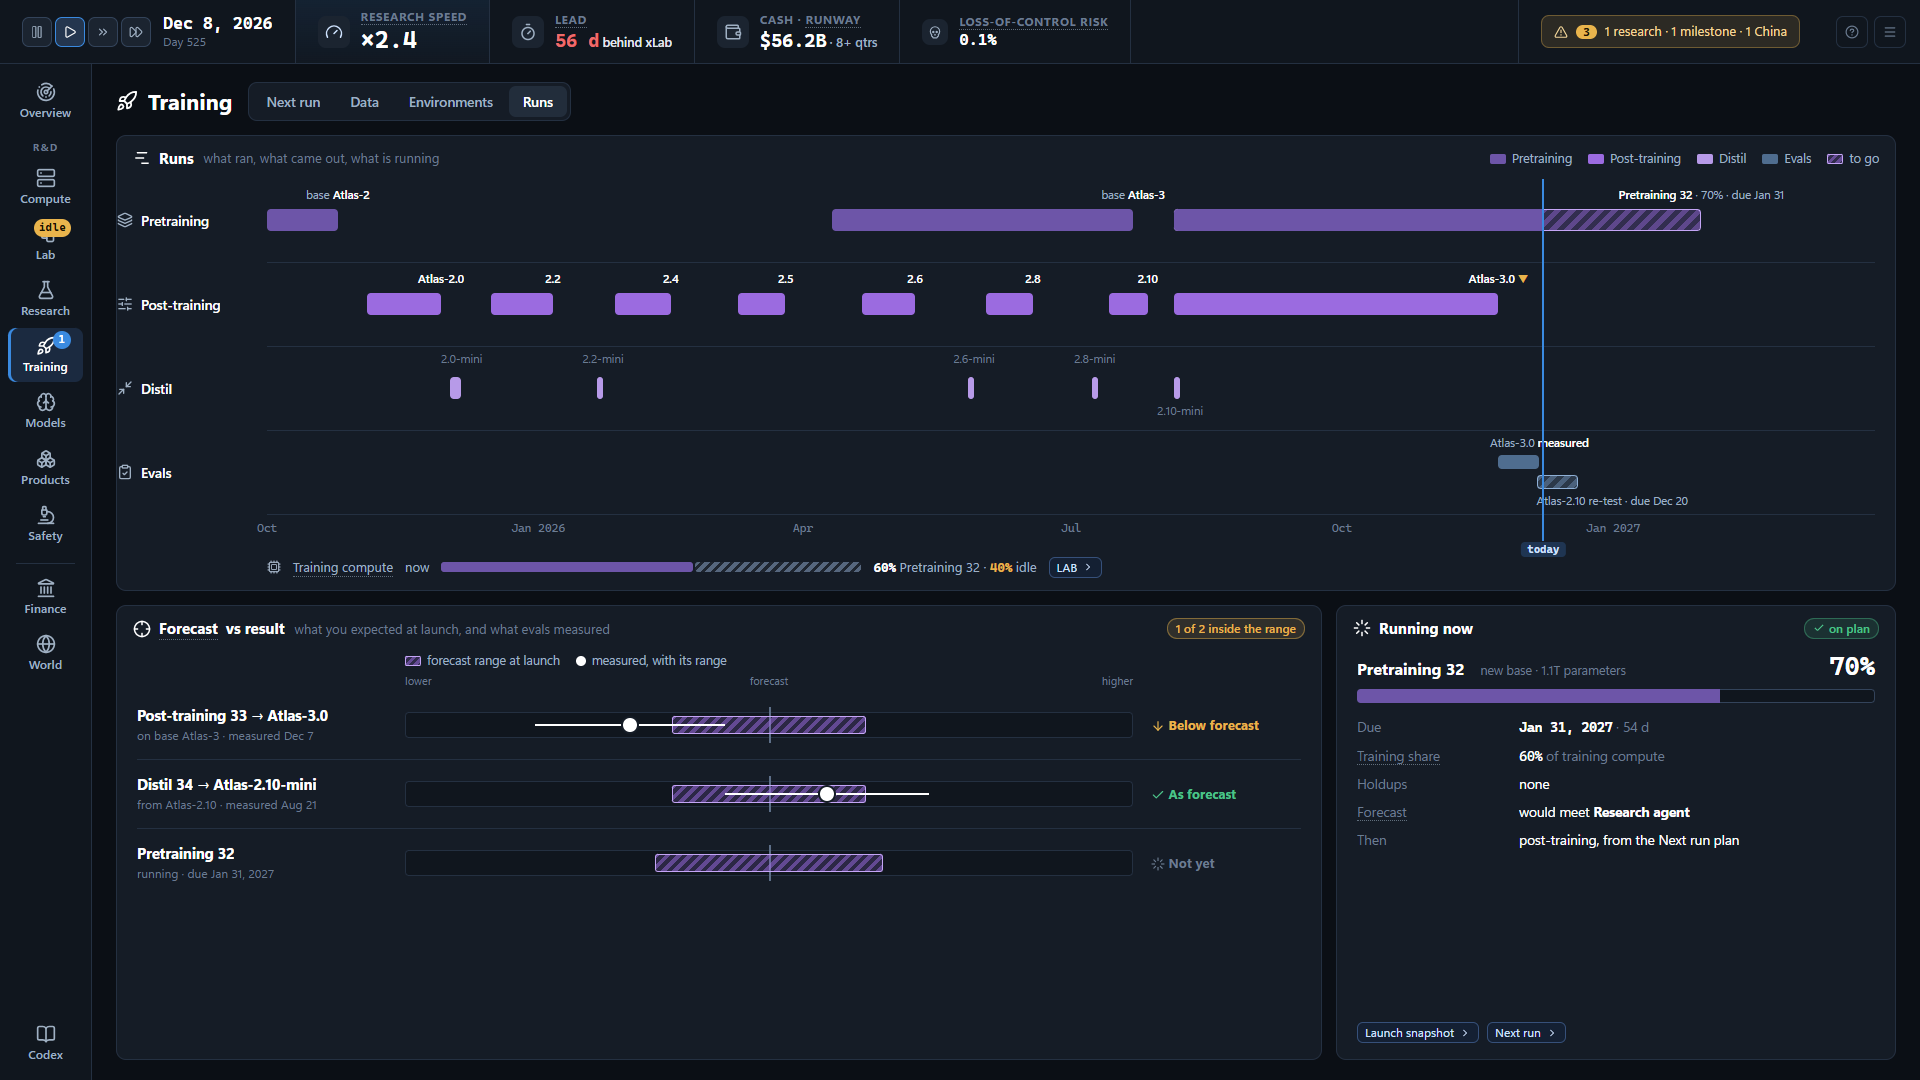 Dec 8, 2026
Day 525
RESEARCH SPEED
×2.4
LEAD
56 d behind xLab
CASH · RUNWAY
$56.2B · 8+ qtrs
LOSS-OF-CONTROL RISK
0.1%
3 1 research · 1 milestone · 1 China
Overview
R&D
Compute
idle
Lab
Research
1
Training
Models
Products
Safety
Finance
World
Codex
Training
Next run
Data
Environments
Runs
Runs what ran, what came out, what is running
Pretraining
Post-training
Distil
Evals
to go
base Atlas-2
base Atlas-3
Pretraining 32 · 70% · due Jan 31
Pretraining
Atlas-2.0
2.2
2.4
2.5
2.6
2.8
2.10
Atlas-3.0
Post-training
2.0-mini
2.2-mini
2.6-mini
2.8-mini
Distil
2.10-mini
Atlas-3.0 measured
Evals
Atlas-2.10 re-test · due Dec 20
Oct
Jan 2026
Apr
Jul
Oct
Jan 2027
today
Training compute now
60% Pretraining 32 · 40% idle
LAB
Forecast vs result what you expected at launch, and what evals measured
1 of 2 inside the range
forecast range at launch
measured, with its range
lower
forecast
higher
Post-training 33 → Atlas-3.0
on base Atlas-3 · measured Dec 7
Below forecast
Distil 34 → Atlas-2.10-mini
from Atlas-2.10 · measured Aug 21
As forecast
Pretraining 32
running · due Jan 31, 2027
Not yet
Running now
on plan
Pretraining 32 new base · 1.1T parameters
70%
Due
Jan 31, 2027 · 54 d
Training share
60% of training compute
Holdups
none
Forecast
would meet Research agent
Then
post-training, from the Next run plan
Launch snapshot
Next run